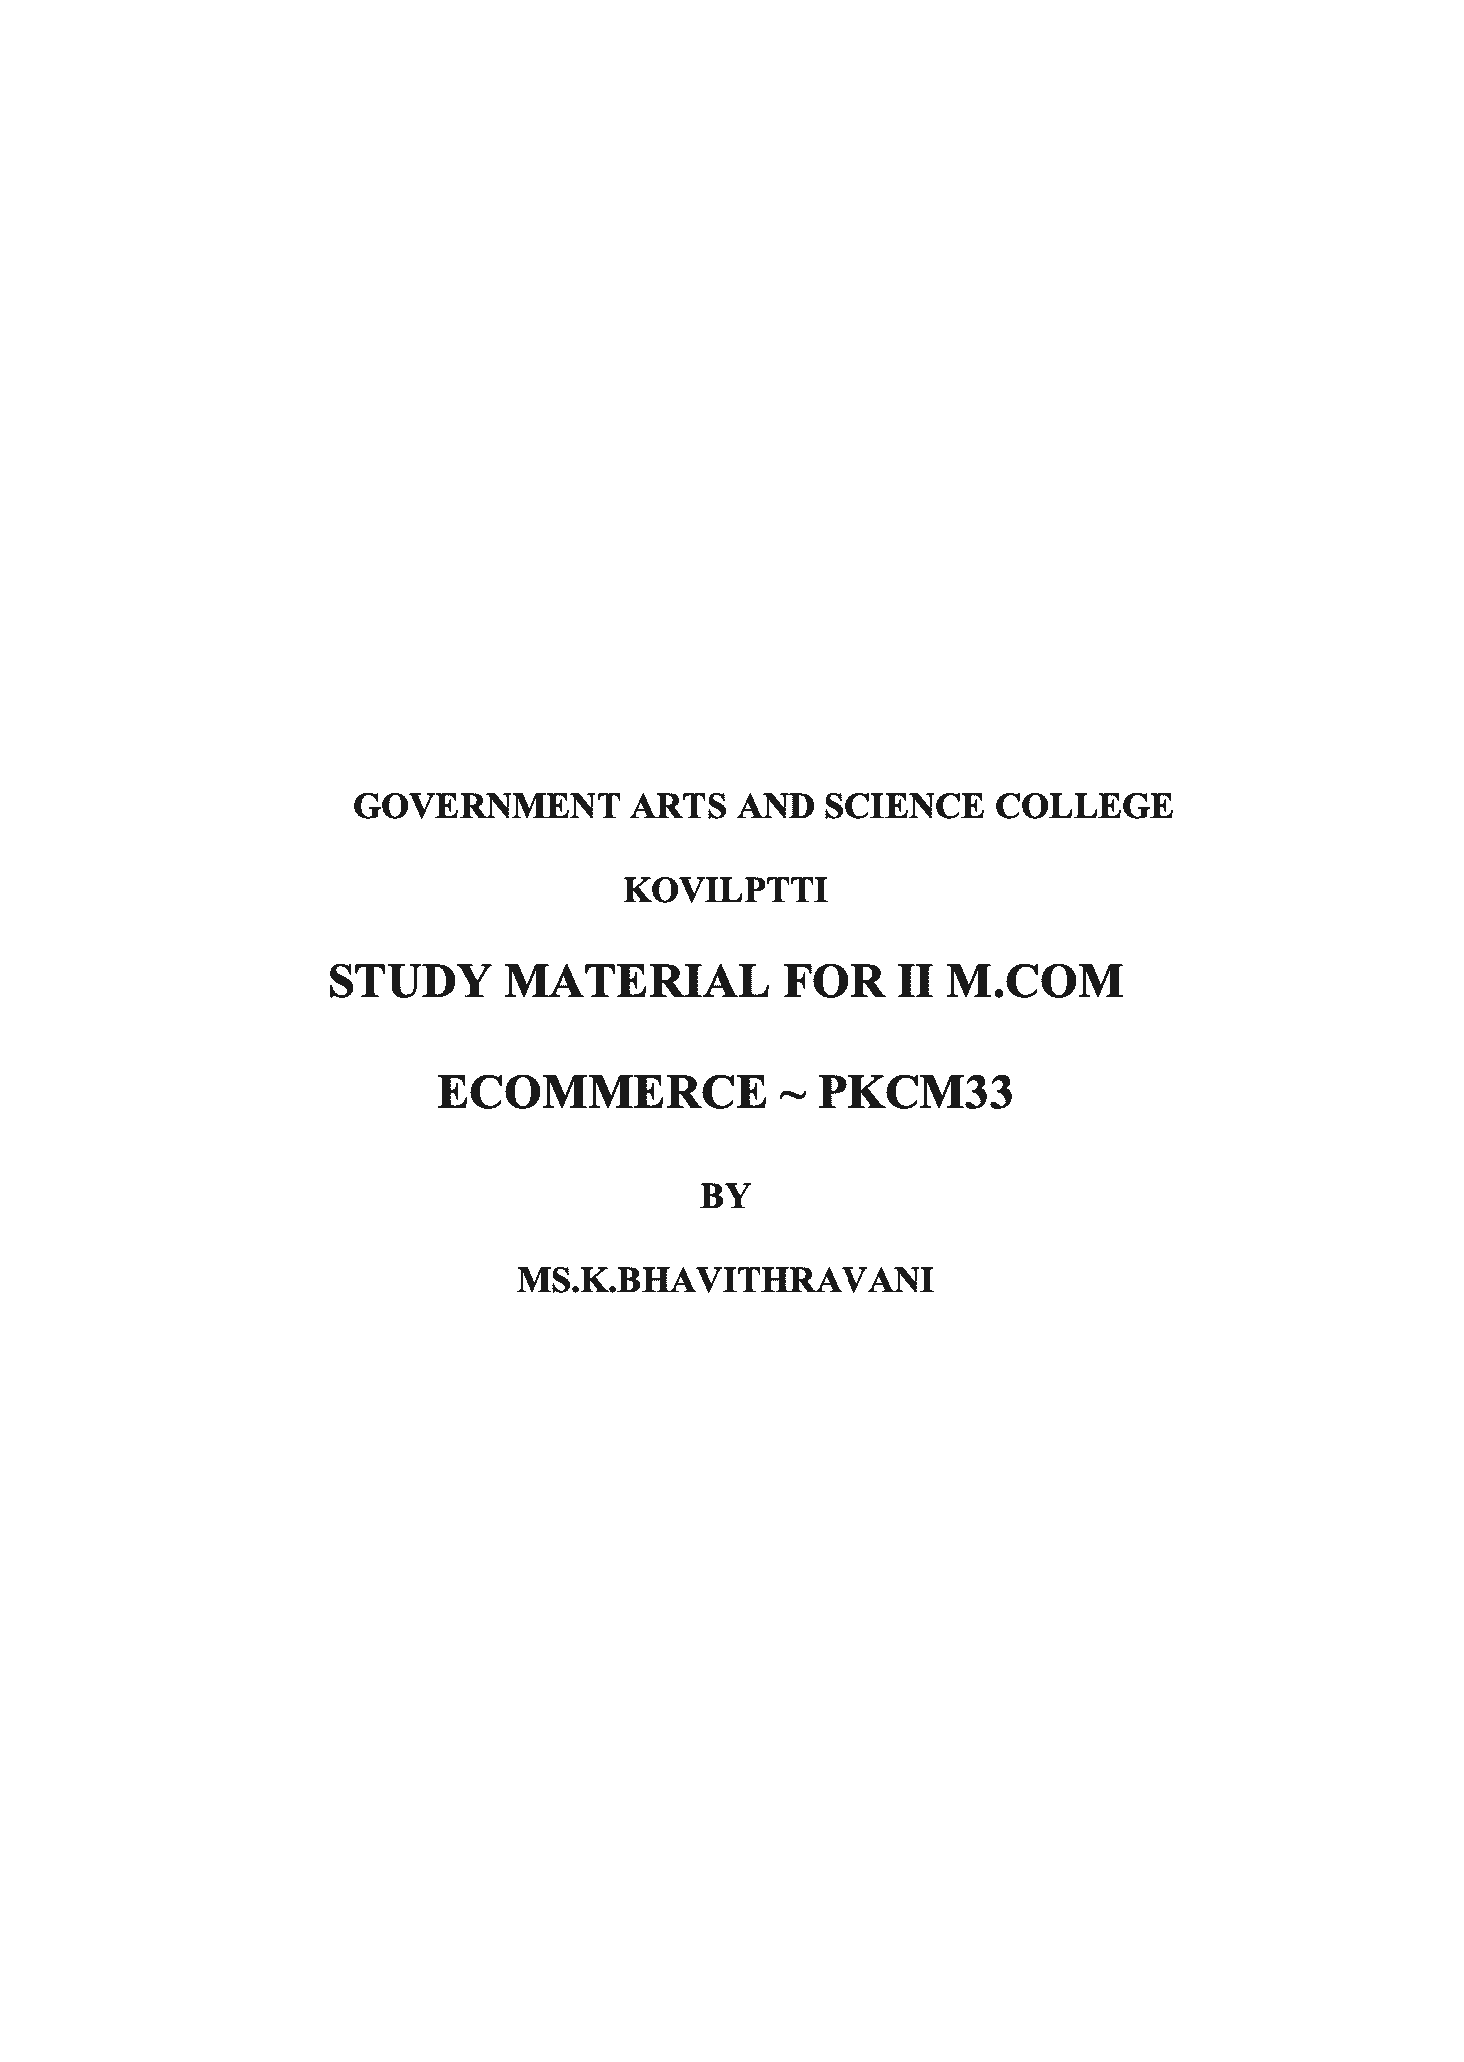 GOVERNMENT ARTS AND SCIENCE COLLEGE
KOVILPTTI
STUDY MATERIAL FOR II M.COM
ECOMMERCE ~ PKCM33
BY
MS.K.BHAVITHRAVANI